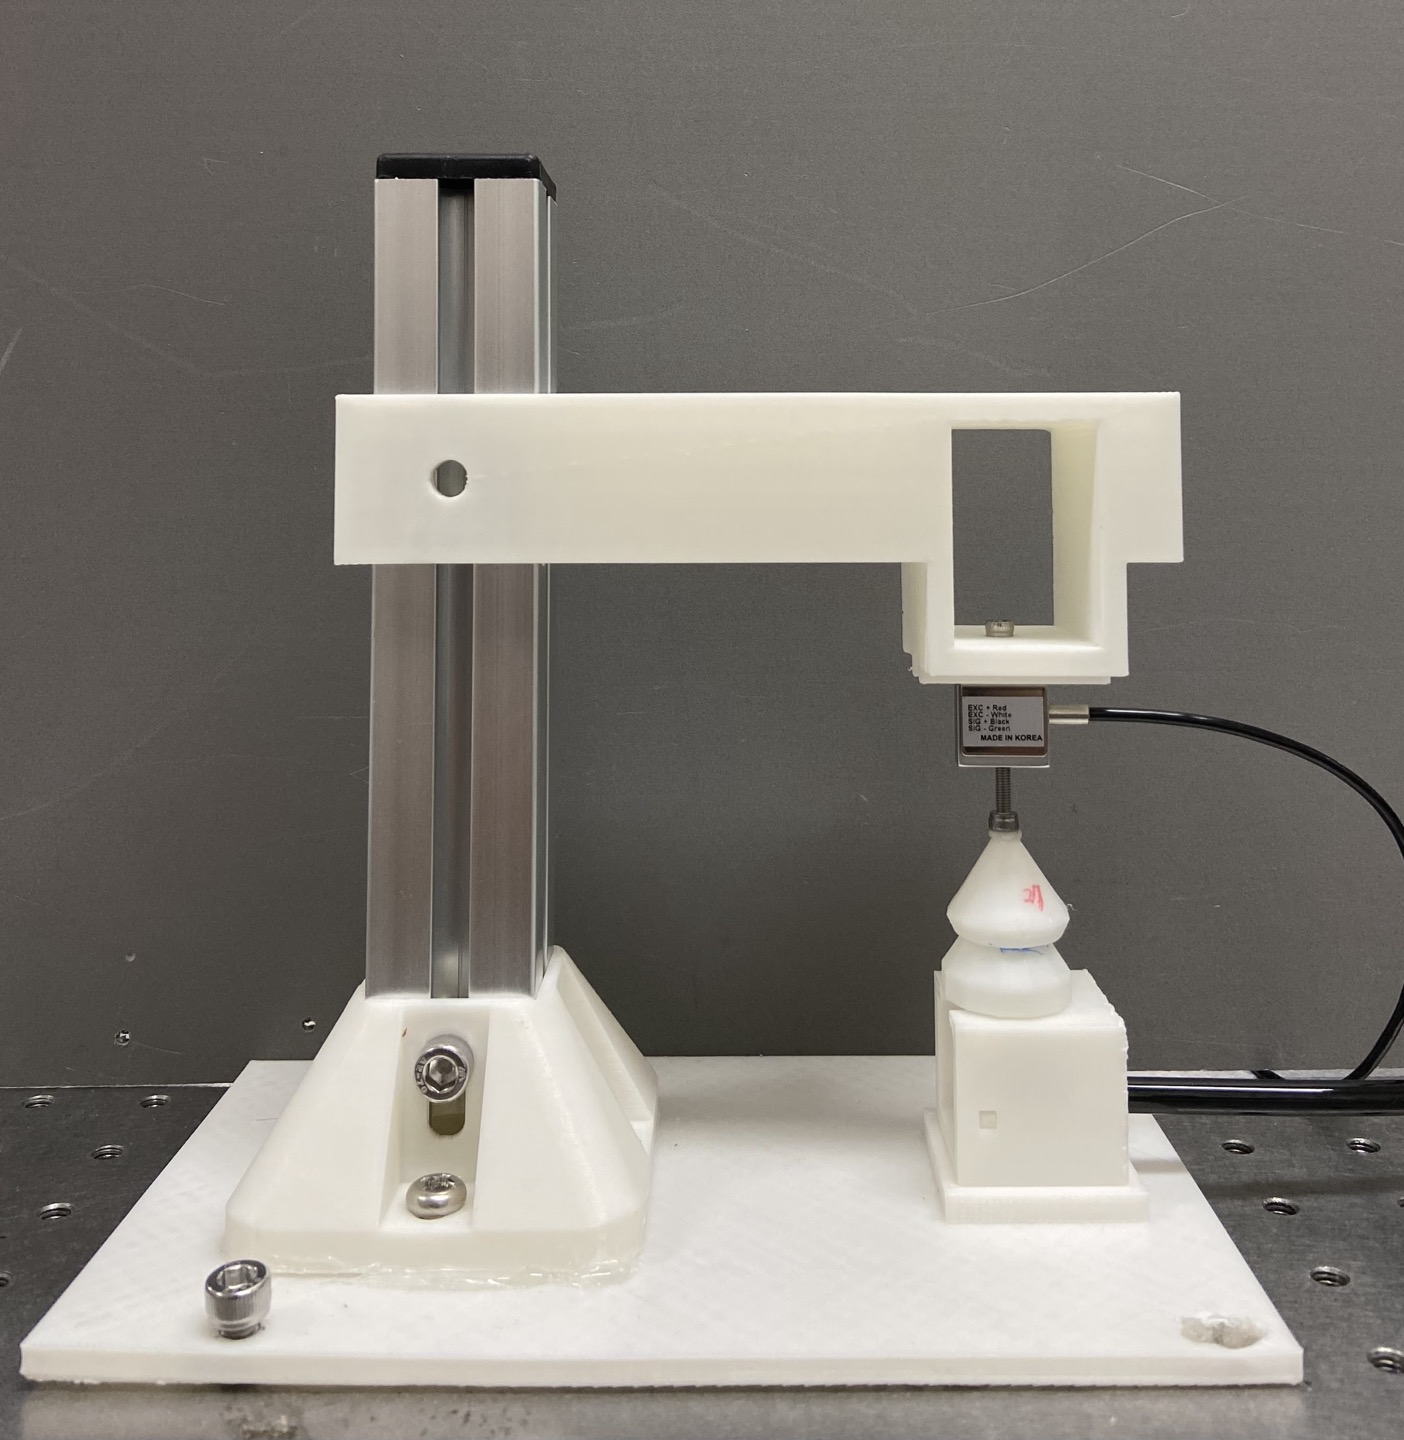 EXC + Red
EXC - White
SIG + Black
SIG - Green
MADE IN KOREA